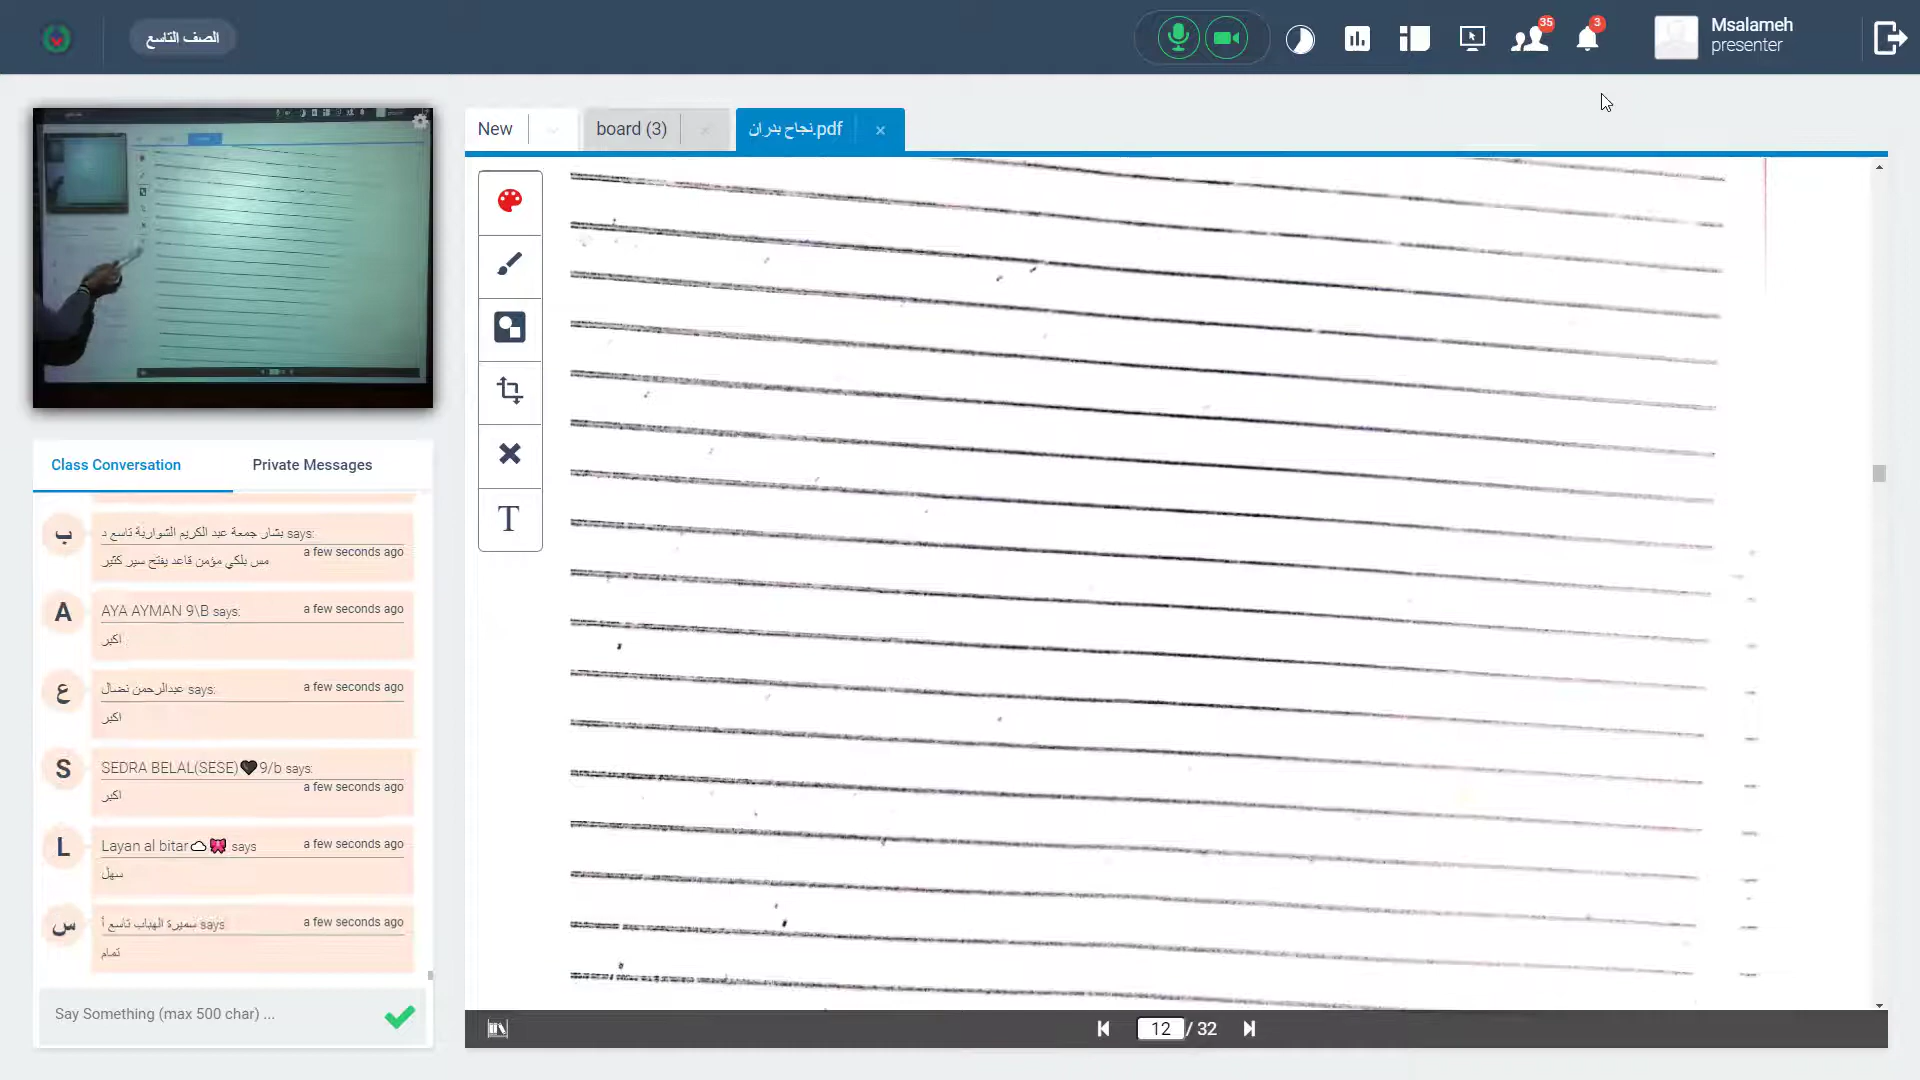 الصف التاسع
35
3
Msalameh
presenter
New
board (3)
نجاح بدران.pdf
Class Conversation
Private Messages
ب
بشار جمعة عبد الكريم الشواربة تاسع د says:
a few seconds ago
مس بلكي مؤمن قاعد يفتح سير كثير
A
AYA AYMAN 9\B says:
a few seconds ago
اكبر
ع
عبدالرحمن نضال says:
a few seconds ago
اكبر
S
SEDRA BELAL(SESE)🖤9/b says:
a few seconds ago
اكبر
L
Layan al bitar☁️🎀 says
a few seconds ago
سهل
س
سميرة الهباب تاسع أ says
a few seconds ago
تمام
Say Something (max 500 char) ...
T
12 / 32